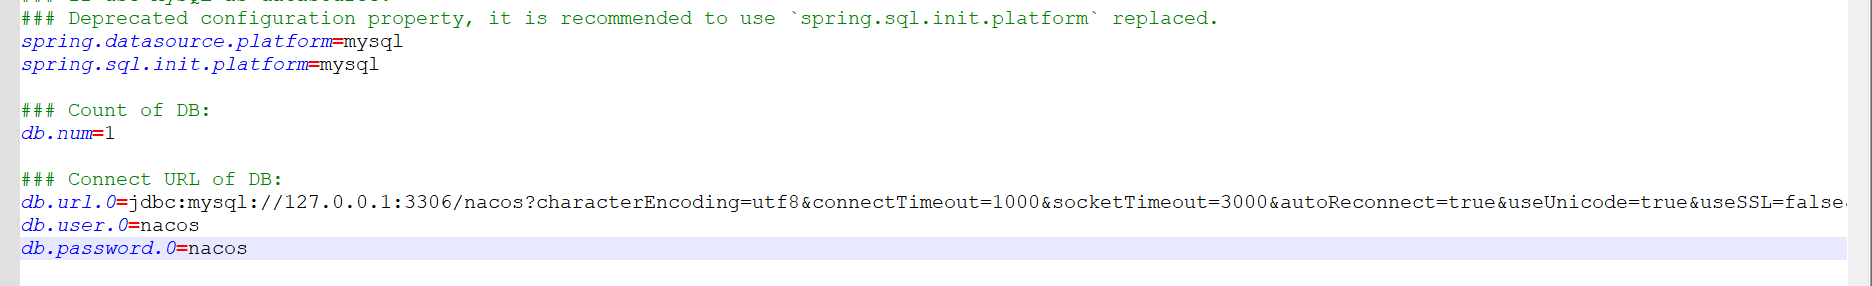 ### Deprecated configuration property, it is recommended to use `spring.sql.init.platform` replaced.
spring.datasource.platform=mysql
spring.sql.init.platform=mysql
### Count of DB:
db.num=1
### Connect URL of DB:
db.url.0=jdbc:mysql://127.0.0.1:3306/nacos?characterEncoding=utf8&connectTimeout=1000&socketTimeout=3000&autoReconnect=true&useUnicode=true&useSSL=false
db.user.0=nacos
db.password.0=nacos